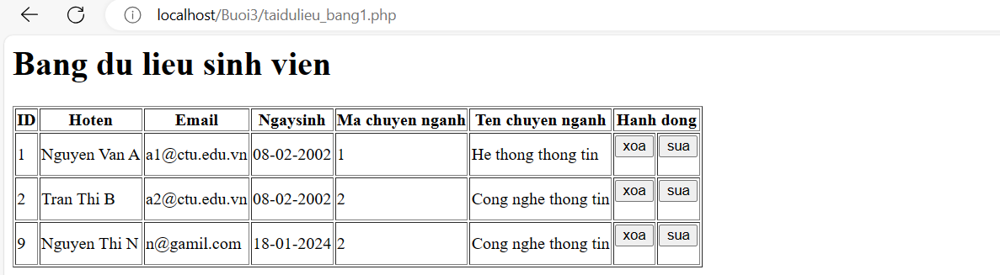 localhost/Buoi3/taidulieu_bang1.php
Bang du lieu sinh vien
ID Hoten Email Ngaysinh Ma chuyen nganh Ten chuyen nganh Hanh dong
1 Nguyen Van A a1@ctu.edu.vn 08-02-2002 1 He thong thong tin xoa sua
2 Tran Thi B a2@ctu.edu.vn 08-02-2002 2 Cong nghe thong tin xoa sua
9 Nguyen Thi N n@gamil.com 18-01-2024 2 Cong nghe thong tin xoa sua